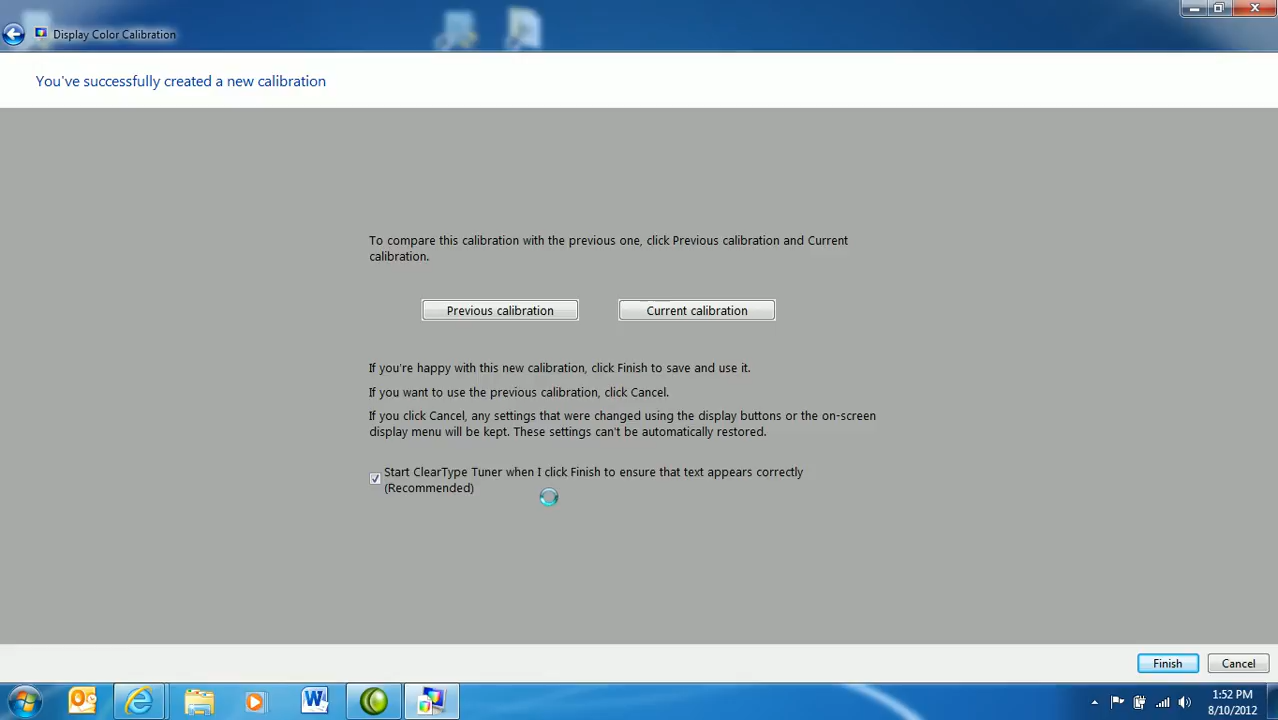 Display Color Calibration
You've successfully created a new calibration
To compare this calibration with the previous one, click Previous calibration and Current
calibration.
Previous calibration
Current calibration
If you're happy with this new calibration, click Finish to save and use it.
If you want to use the previous calibration, click Cancel.
If you click Cancel, any settings that were changed using the display buttons or the on-screen
display menu will be kept. These settings can't be automatically restored.
Start ClearType Tuner when I click Finish to ensure that text appears correctly
(Recommended)
Finish
Cancel
1:52 PM
8/10/2012